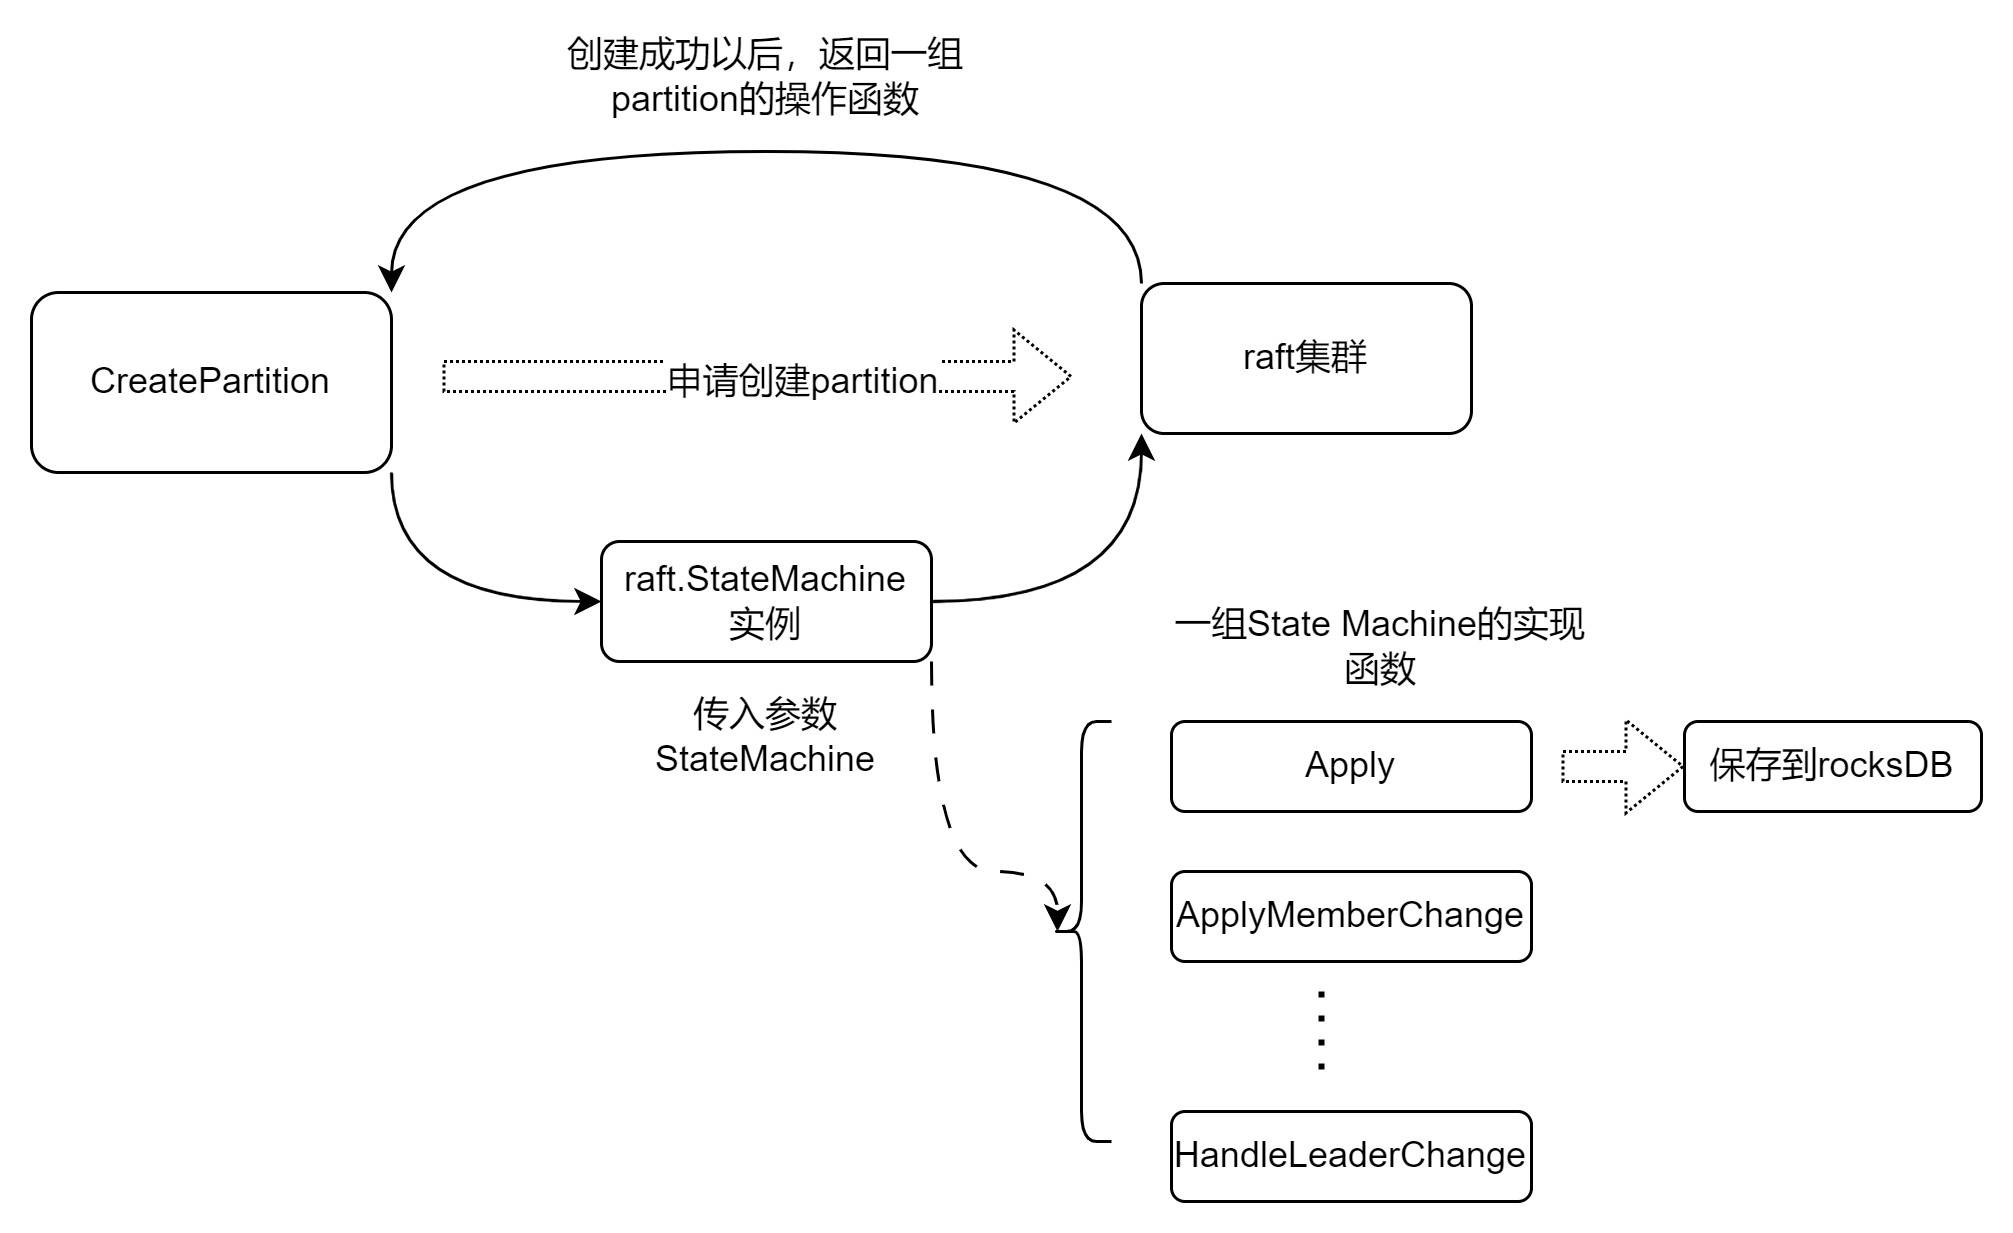 创建成功以后，返回一组
partition的操作函数
CreatePartition
申请创建partition
raft集群
raft.StateMachine
实例
传入参数
StateMachine
一组State Machine的实现
函数
Apply
保存到rocksDB
ApplyMemberChange
HandleLeaderChange